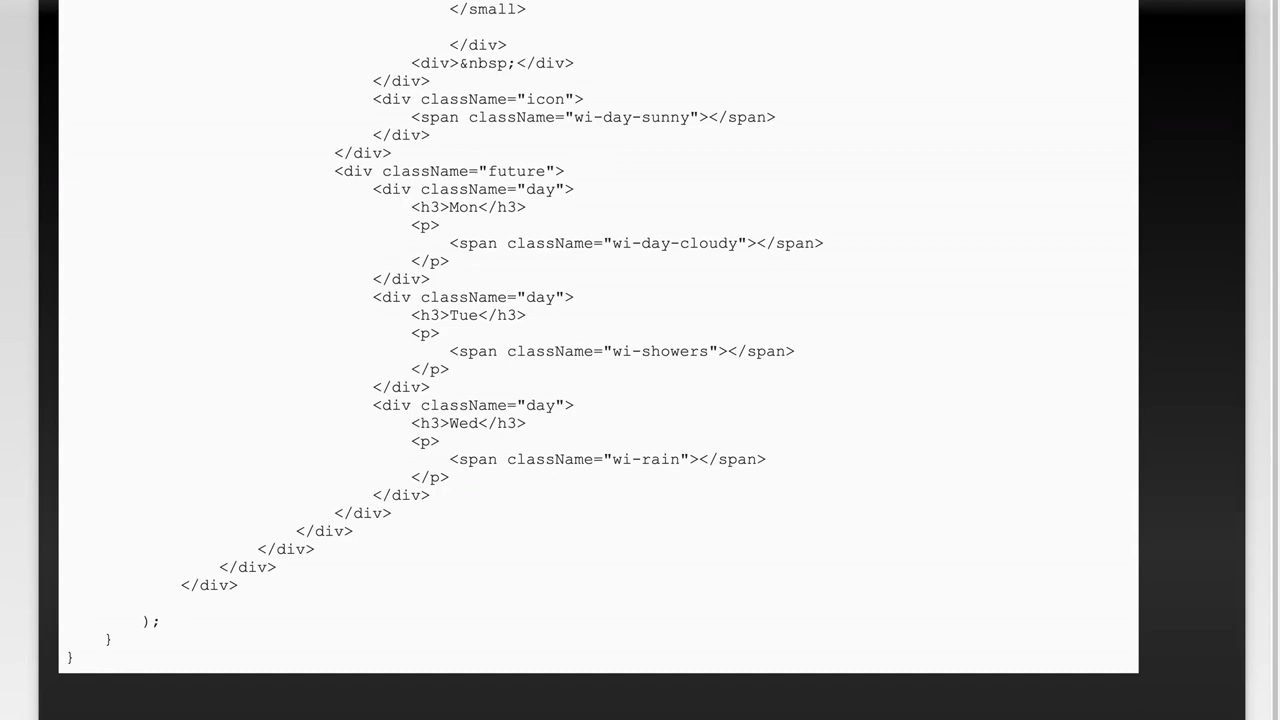 </small>
</div>
<div>&nbsp;</div>
</div>
<div className="icon">
<span className="wi-day-sunny"></span>
</div>
</div>
<div className="future">
<div className="day">
<h3>Mon</h3>
<p>
<span className="wi-day-cloudy"></span>
</p>
</div>
<div className="day">
<h3>Tue</h3>
<p>
<span className="wi-showers"></span>
</p>
</div>
<div className="day">
<h3>Wed</h3>
<p>
<span className="wi-rain"></span>
</p>
</div>
</div>
</div>
</div>
</div>
</div>
);
}
}